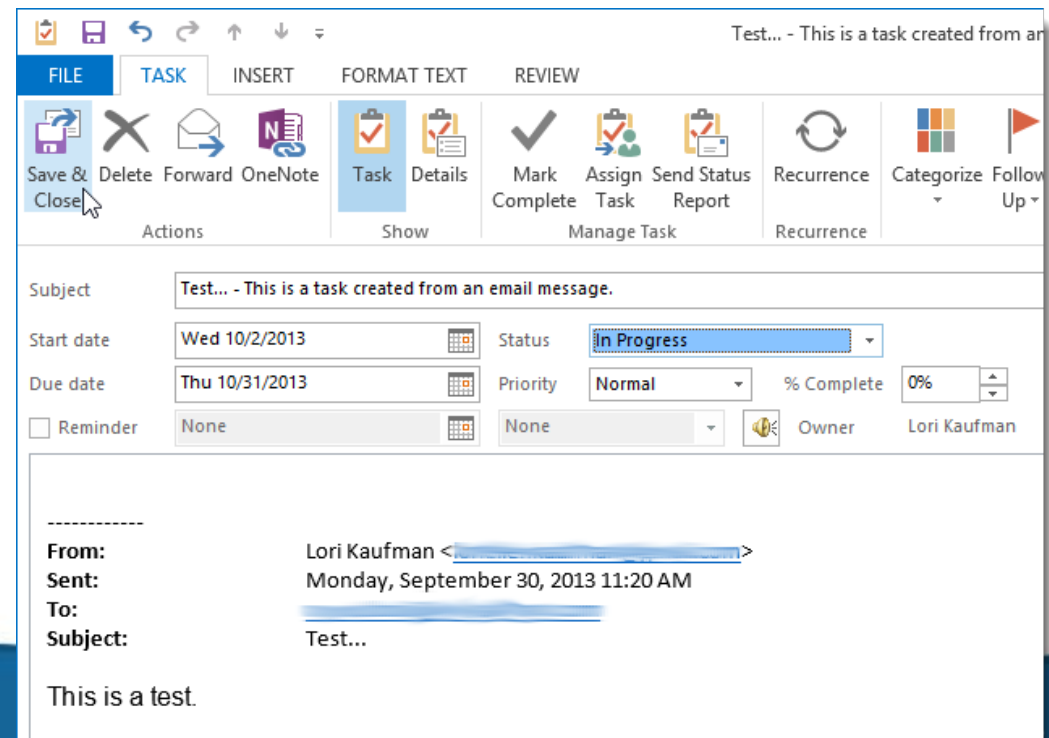 Test... - This is a task created from an
FILE TASK INSERT FORMAT TEXT REVIEW
Save & Delete Forward OneNote Task Details Mark Assign Send Status Recurrence Categorize Follow
Close Complete Task Report Up
Actions Show Manage Task Recurrence
Subject Test... - This is a task created from an email message.
Start date Wed 10/2/2013 Status In Progress
Due date Thu 10/31/2013 Priority Normal % Complete 0%
Reminder None None Owner Lori Kaufman
------------
From: Lori Kaufman < >
Sent: Monday, September 30, 2013 11:20 AM
To:
Subject: Test...
This is a test.